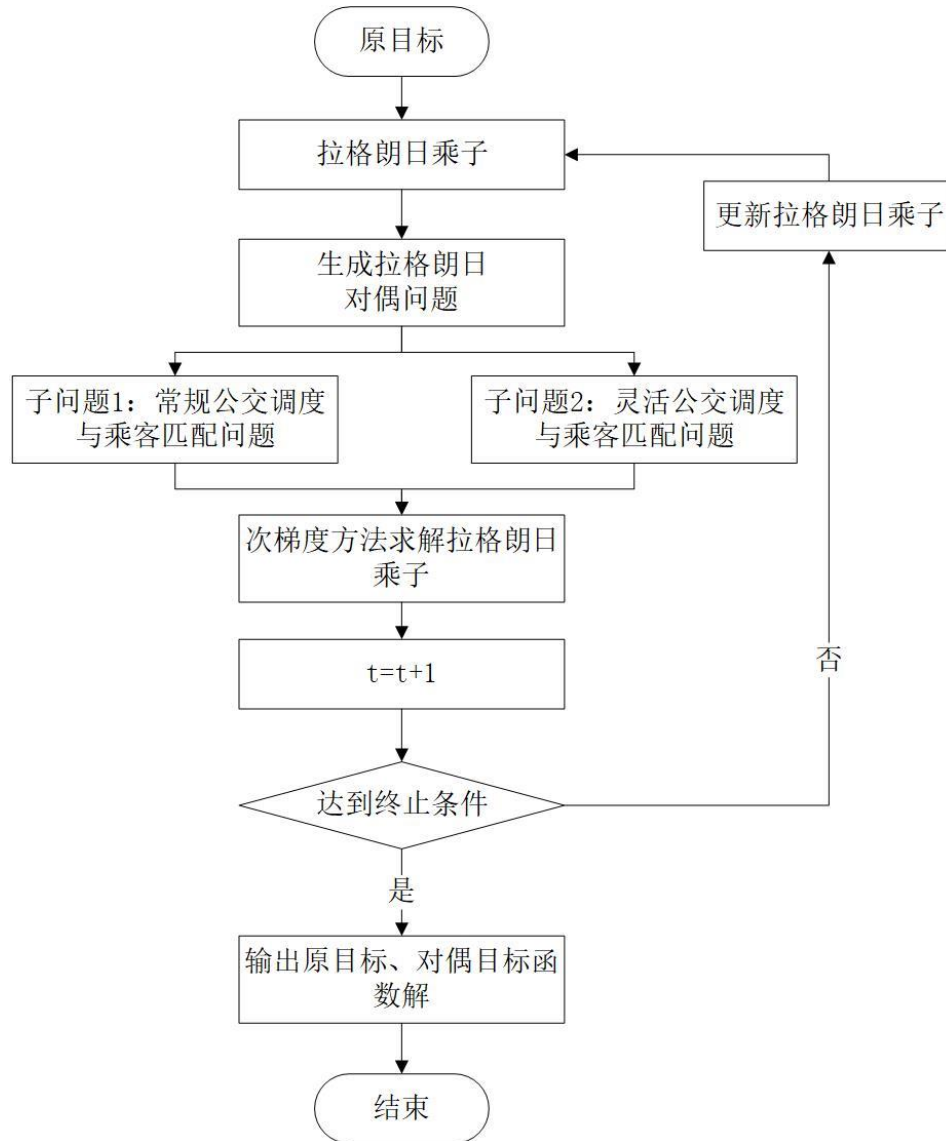 原目标
拉格朗日乘子
更新拉格朗日乘子
生成拉格朗日
对偶问题
子问题1：常规公交调度
与乘客匹配问题
子问题2：灵活公交调度
与乘客匹配问题
次梯度方法求解拉格朗日
乘子
t=t+1
否
达到终止条件
是
输出原目标、对偶目标函
数解
结束